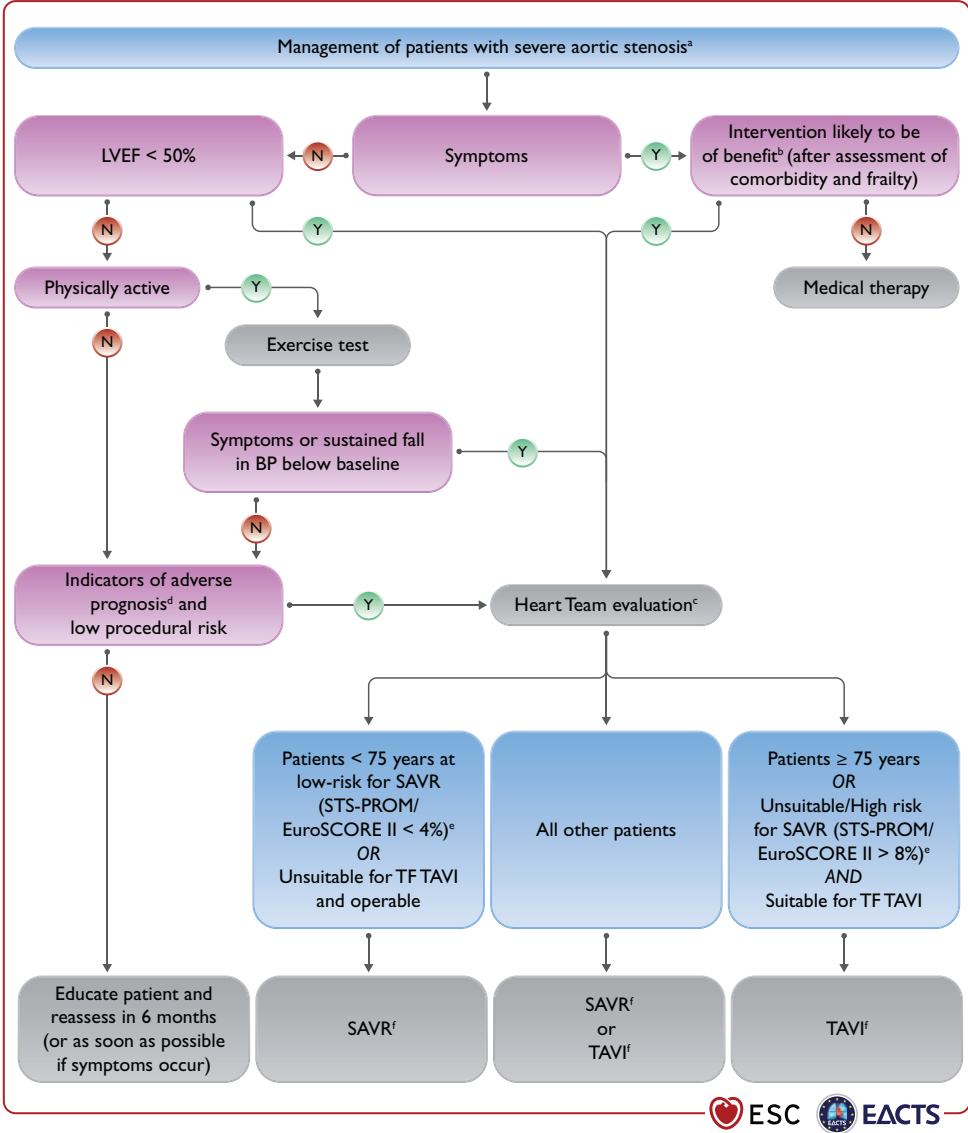 Management of patients with severe aortic stenosisᵃ
LVEF < 50%
N
Symptoms
Y
Intervention likely to be
of benefitᵇ (after assessment of
comorbidity and frailty)
N
Y
Y
N
Physically active
Y
Medical therapy
N
Exercise test
Symptoms or sustained fall
in BP below baseline
Y
N
Indicators of adverse
prognosisᵈ and
low procedural risk
Y
Heart Team evaluationᶜ
N
Patients < 75 years at
low-risk for SAVR
(STS-PROM/
EuroSCORE II < 4%)ᵉ
OR
Unsuitable for TF TAVI
and operable
All other patients
Patients ≥ 75 years
OR
Unsuitable/High risk
for SAVR (STS-PROM/
EuroSCORE II > 8%)ᵉ
AND
Suitable for TF TAVI
Educate patient and
reassess in 6 months
(or as soon as possible
if symptoms occur)
SAVRᶠ
SAVRᶠ
or
TAVIᶠ
TAVIᶠ
ESC
EACTS
EACTS